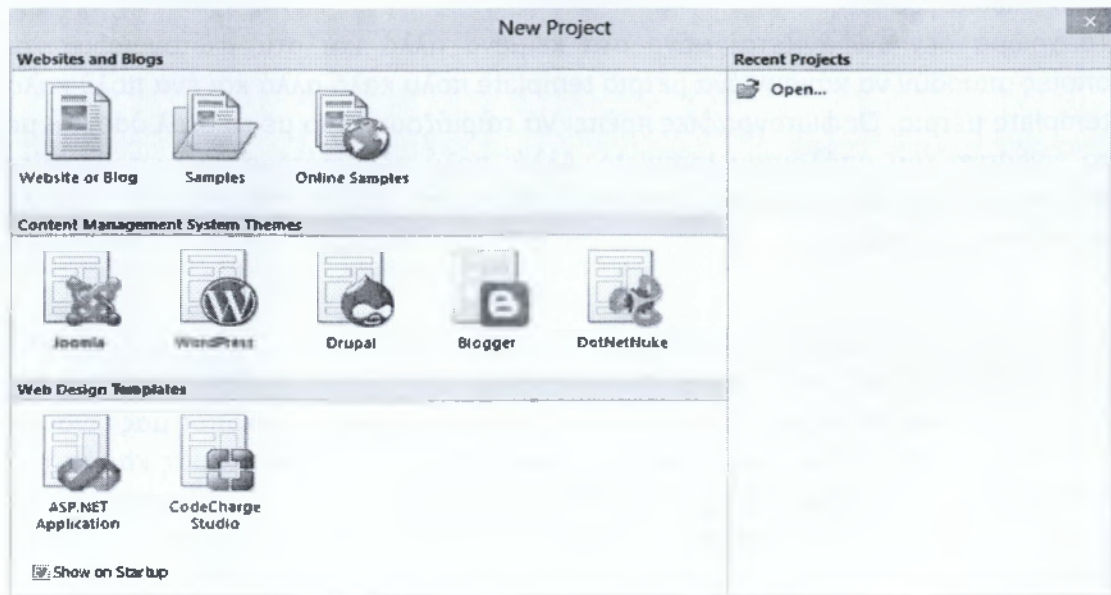 New Project
Websites and Blogs
Website or Blog
Samples
Online Samples
Content Management System Themes
Joomla
WordPress
Drupal
Blogger
DotNetNuke
Web Design Templates
ASP.NET
Application
CodeCharge
Studio
Show on Startup
Recent Projects
Open...